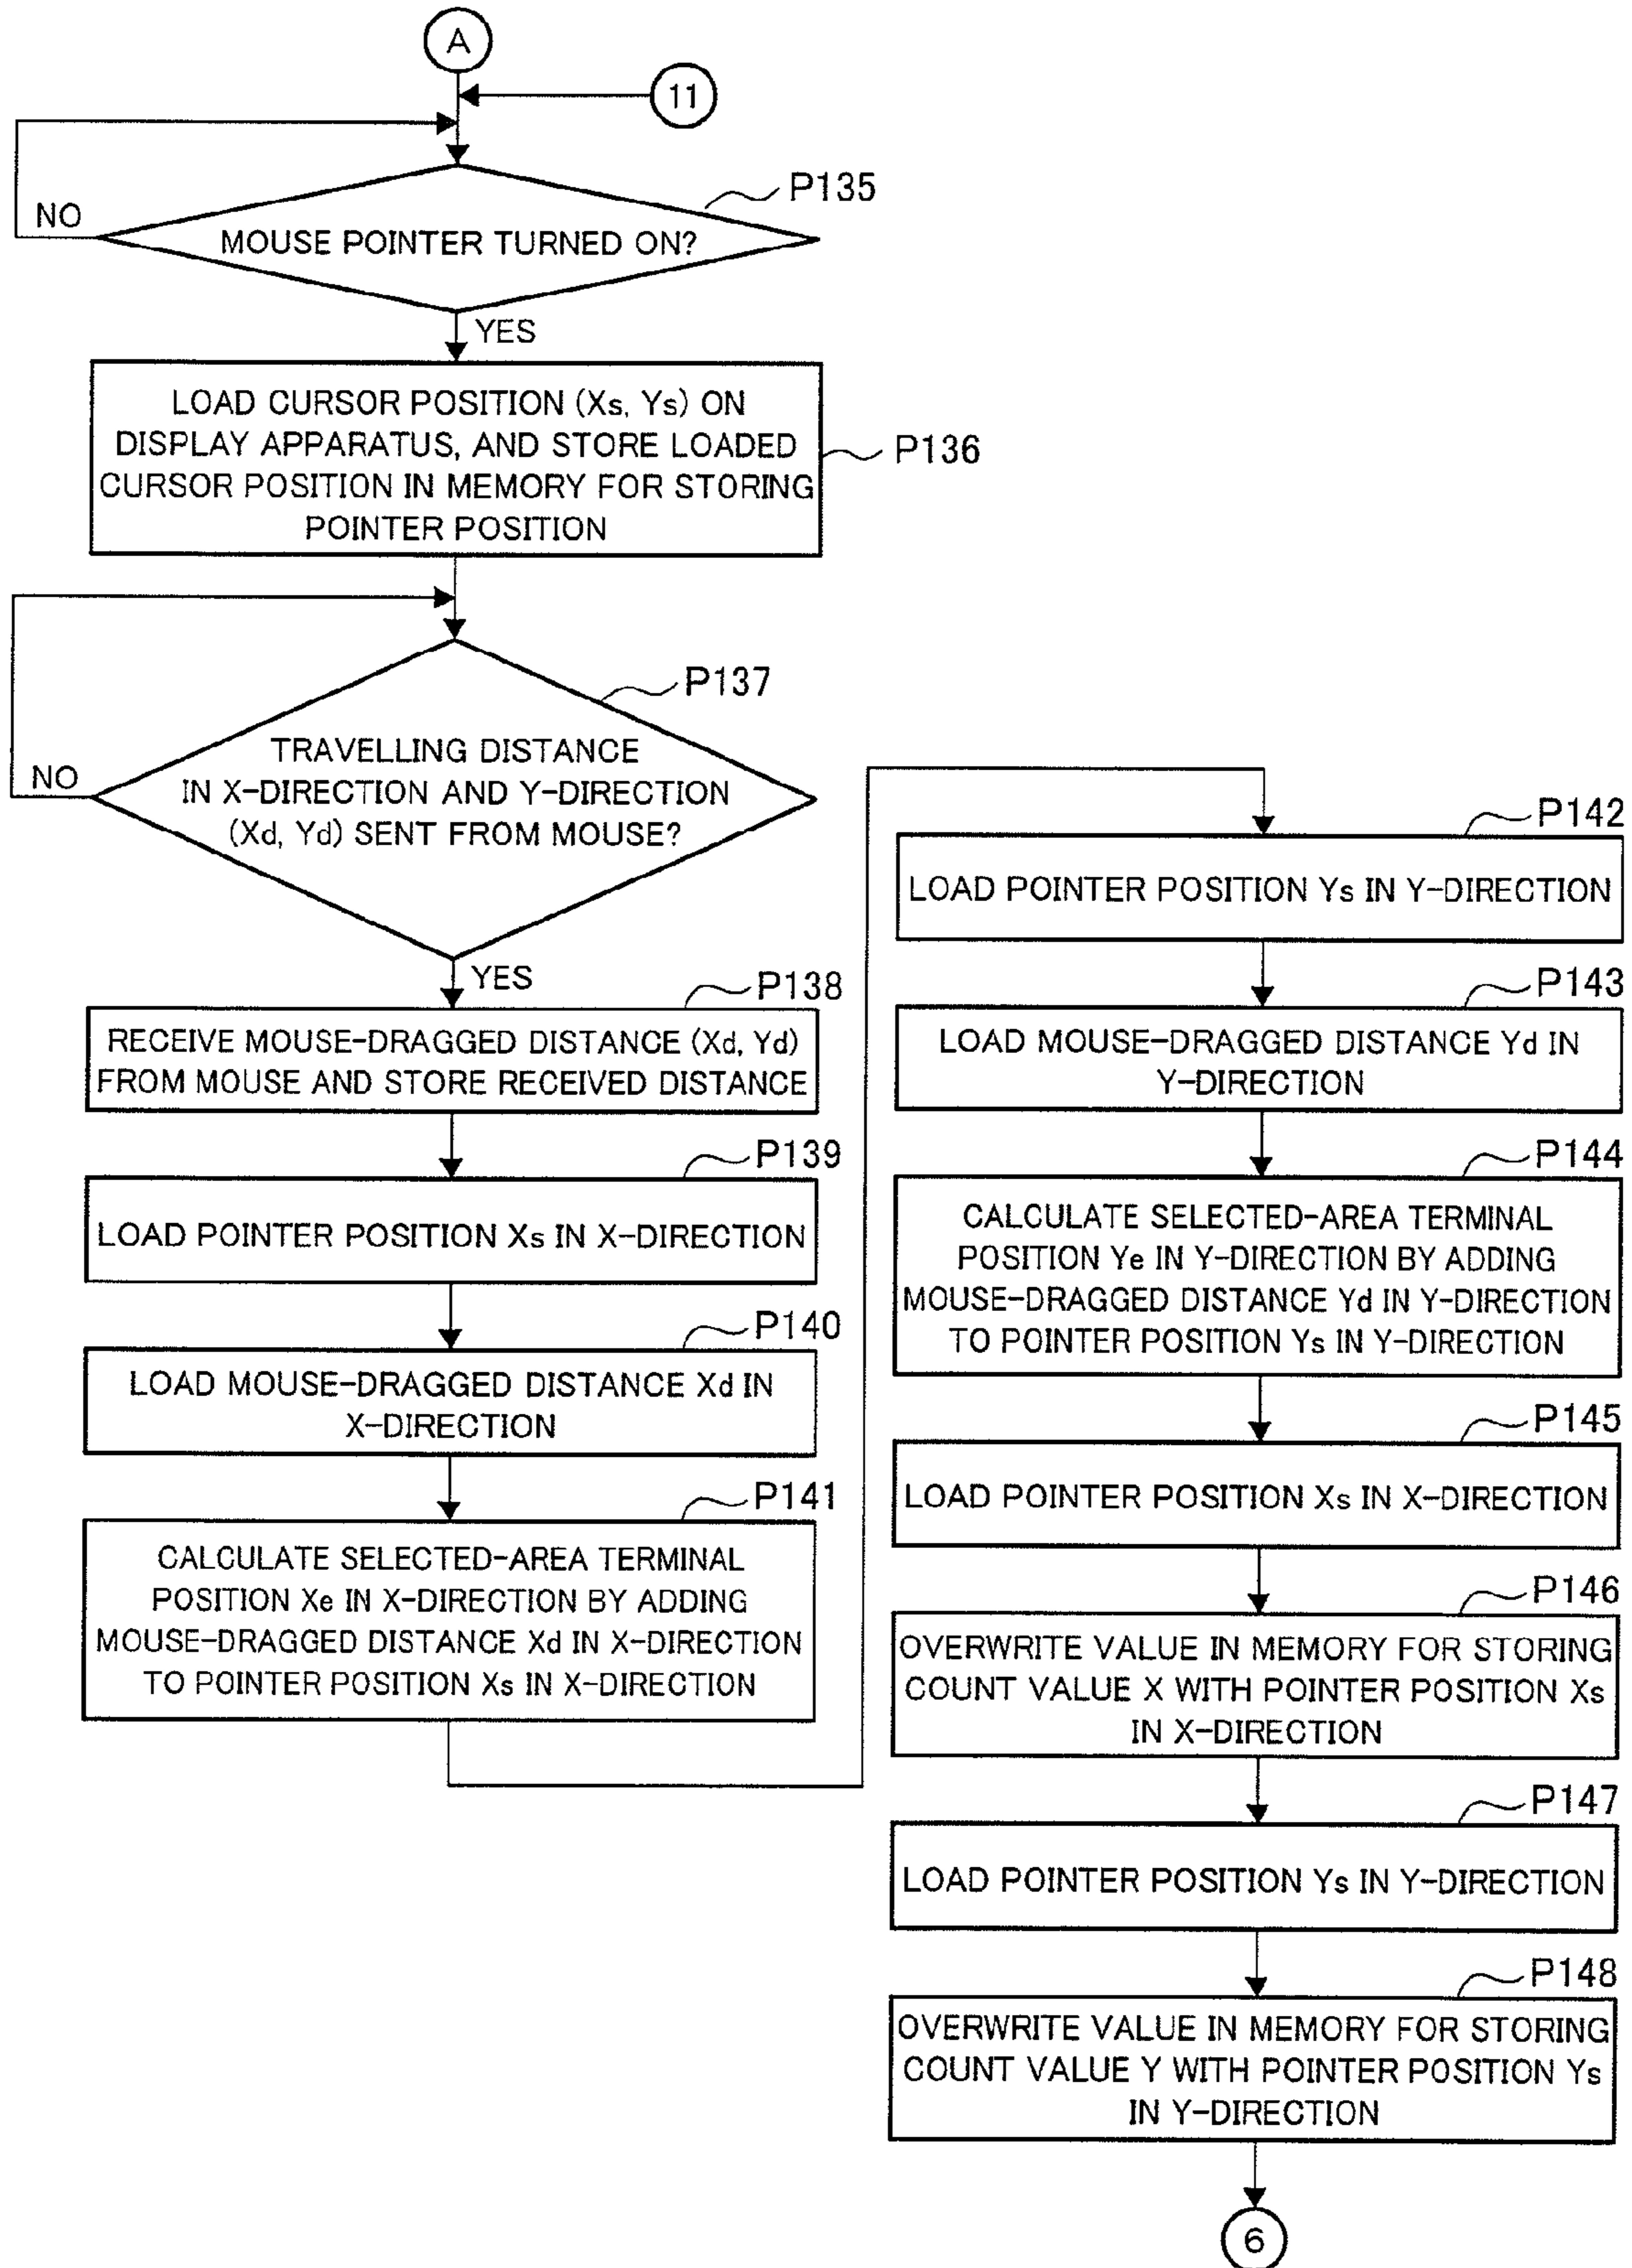 A
11
P135
NO
MOUSE POINTER TURNED ON?
YES
LOAD CURSOR POSITION (Xs, Ys) ON
DISPLAY APPARATUS, AND STORE LOADED
CURSOR POSITION IN MEMORY FOR STORING
POINTER POSITION
P136
P137
TRAVELLING DISTANCE
IN X-DIRECTION AND Y-DIRECTION
(Xd, Yd) SENT FROM MOUSE?
NO
YES
P138
RECEIVE MOUSE-DRAGGED DISTANCE (Xd, Yd)
FROM MOUSE AND STORE RECEIVED DISTANCE
P139
LOAD POINTER POSITION Xs IN X-DIRECTION
P140
LOAD MOUSE-DRAGGED DISTANCE Xd IN
X-DIRECTION
P141
CALCULATE SELECTED-AREA TERMINAL
POSITION Xe IN X-DIRECTION BY ADDING
MOUSE-DRAGGED DISTANCE Xd IN X-DIRECTION
TO POINTER POSITION Xs IN X-DIRECTION
P142
LOAD POINTER POSITION Ys IN Y-DIRECTION
P143
LOAD MOUSE-DRAGGED DISTANCE Yd IN
Y-DIRECTION
P144
CALCULATE SELECTED-AREA TERMINAL
POSITION Ye IN Y-DIRECTION BY ADDING
MOUSE-DRAGGED DISTANCE Yd IN Y-DIRECTION
TO POINTER POSITION Ys IN Y-DIRECTION
P145
LOAD POINTER POSITION Xs IN X-DIRECTION
P146
OVERWRITE VALUE IN MEMORY FOR STORING
COUNT VALUE X WITH POINTER POSITION Xs
IN X-DIRECTION
P147
LOAD POINTER POSITION Ys IN Y-DIRECTION
P148
OVERWRITE VALUE IN MEMORY FOR STORING
COUNT VALUE Y WITH POINTER POSITION Ys
IN Y-DIRECTION
6